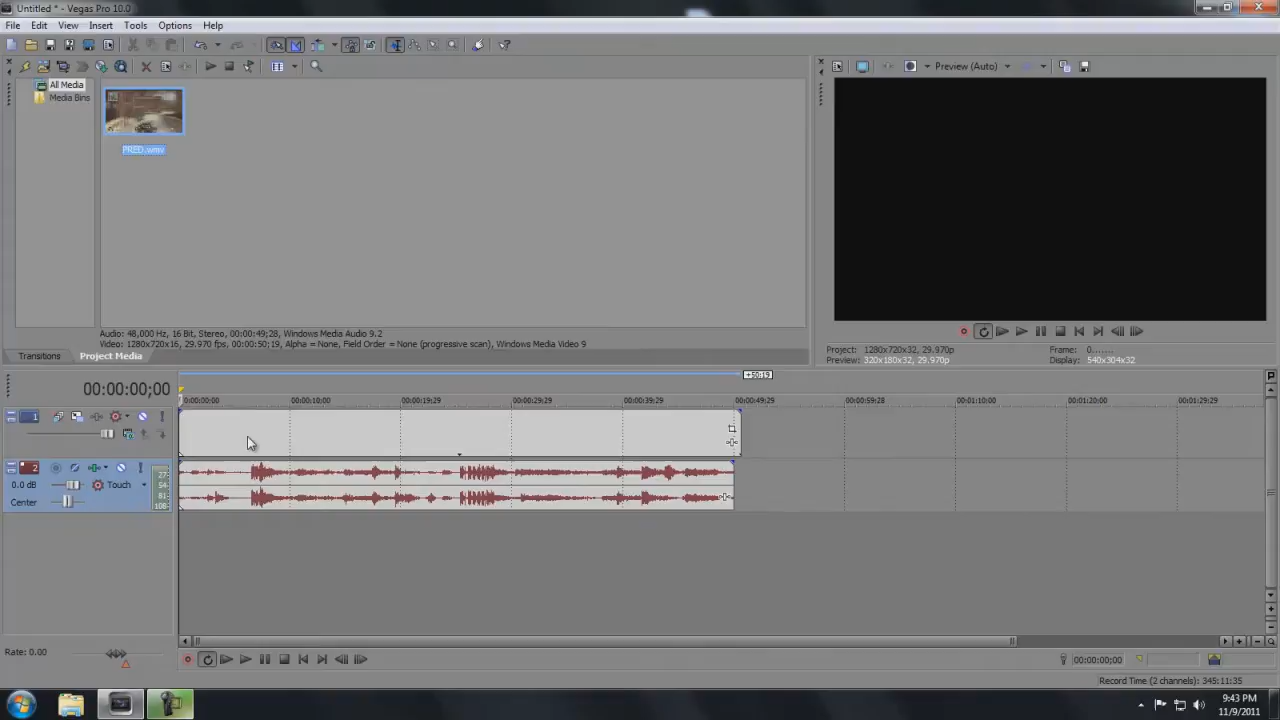 Untitled * - Vegas Pro 10.0
File Edit View Insert Tools Options Help
All Media
Media Bins
PRED.wmv
Preview (Auto)
Audio: 48,000 Hz, 16 Bit, Stereo, 00:00:49;28, Windows Media Audio 9.2
Video: 1280x720x16, 29.970 fps, 00:00:50;19, Alpha = None, Field Order = None (progressive scan), Windows Media Video 9
Transitions
Project Media
Project: 1280x720x32, 29.970p
Frame: 0.......
Preview: 320x180x32, 29.970p
Display: 540x304x32
+50:19
00:00:00;00
0:00:00:00 00:00:10;00 00:00:19;29 00:00:29;29 00:00:39;29 00:00:49;29 00:00:59;28 00:01:10;00 00:01:20;00 00:01:29;29
1
2
0.0 dB
Touch
Center
27-
54-
81-
108-
Rate: 0.00
00:00:00;00
Record Time (2 channels): 345:11:35
9:43 PM
11/9/2011